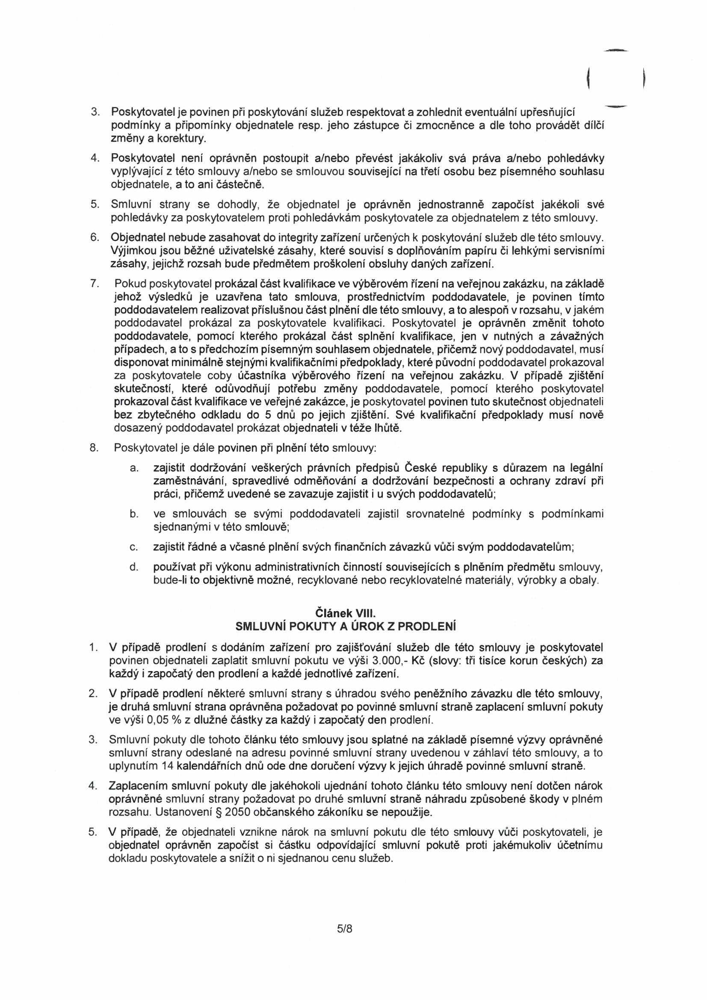 3. Poskytovatel je povinen při poskytování služeb respektovat a zohlednit eventuální upřesňující
podmínky a připomínky objednatele resp. jeho zástupce či zmocněnce a dle toho provádět dílčí
změny a korektury.
4. Poskytovatel není oprávněn postoupit a/nebo převést jakákoliv svá práva a/nebo pohledávky
vyplývající z této smlouvy a/nebo se smlouvou související na třetí osobu bez písemného souhlasu
objednatele, a to ani částečně.
5. Smluvní strany se dohodly, že objednatel je oprávněn jednostranně započíst jakékoli své
pohledávky za poskytovatelem proti pohledávkám poskytovatele za objednatelem z této smlouvy.
6. Objednatel nebude zasahovat do integrity zařízení určených k poskytování služeb dle této smlouvy.
Výjimkou jsou běžné uživatelské zásahy, které souvisí s doplňováním papíru či lehkými servisními
zásahy, jejichž rozsah bude předmětem proškolení obsluhy daných zařízení.
7. Pokud poskytovatel prokázal část kvalifikace ve výběrovém řízení na veřejnou zakázku, na základě
jehož výsledků je uzavřena tato smlouva, prostřednictvím poddodavatele, je povinen tímto
poddodavatelem realizovat příslušnou část plnění dle této smlouvy, a to alespoň v rozsahu, v jakém
poddodavatel prokázal za poskytovatele kvalifikaci. Poskytovatel je oprávněn změnit tohoto
poddodavatele, pomocí kterého prokázal část splnění kvalifikace, jen v nutných a závažných
případech, a to s předchozím písemným souhlasem objednatele, přičemž nový poddodavatel, musí
disponovat minimálně stejnými kvalifikačními předpoklady, které původní poddodavatel prokazoval
za poskytovatele coby účastníka výběrového řízení na veřejnou zakázku. V případě zjištění
skutečností, které odůvodňují potřebu změny poddodavatele, pomocí kterého poskytovatel
prokazoval část kvalifikace ve veřejné zakázce, je poskytovatel povinen tuto skutečnost objednateli
bez zbytečného odkladu do 5 dnů po jejich zjištění. Své kvalifikační předpoklady musí nově
dosazený poddodavatel prokázat objednateli v téže lhůtě.
8. Poskytovatel je dále povinen při plnění této smlouvy:
a. zajistit dodržování veškerých právních předpisů České republiky s důrazem na legální
zaměstnávání, spravedlivé odměňování a dodržování bezpečnosti a ochrany zdraví při
práci, přičemž uvedené se zavazuje zajistit i u svých poddodavatelů;
b. ve smlouvách se svými poddodavateli zajistil srovnatelné podmínky s podmínkami
sjednanými v této smlouvě;
c. zajistit řádné a včasné plnění svých finančních závazků vůči svým poddodavatelům;
d. používat při výkonu administrativních činností souvisejících s plněním předmětu smlouvy,
bude-li to objektivně možné, recyklované nebo recyklovatelné materiály, výrobky a obaly.
Článek VIII.
SMLUVNÍ POKUTY A ÚROK Z PRODLENÍ
1. V případě prodlení s dodáním zařízení pro zajišťování služeb dle této smlouvy je poskytovatel
povinen objednateli zaplatit smluvní pokutu ve výši 3.000,- Kč (slovy: tři tisíce korun českých) za
každý i započatý den prodlení a každé jednotlivé zařízení.
2. V případě prodlení některé smluvní strany s úhradou svého peněžního závazku dle této smlouvy,
je druhá smluvní strana oprávněna požadovat po povinné smluvní straně zaplacení smluvní pokuty
ve výši 0,05 % z dlužné částky za každý i započatý den prodlení.
3. Smluvní pokuty dle tohoto článku této smlouvy jsou splatné na základě písemné výzvy oprávněné
smluvní strany odeslané na adresu povinné smluvní strany uvedenou v záhlaví této smlouvy, a to
uplynutím 14 kalendářních dnů ode dne doručení výzvy k jejich úhradě povinné smluvní straně.
4. Zaplacením smluvní pokuty dle jakéhokoli ujednání tohoto článku této smlouvy není dotčen nárok
oprávněné smluvní strany požadovat po druhé smluvní straně náhradu způsobené škody v plném
rozsahu. Ustanovení § 2050 občanského zákoníku se nepoužije.
5. V případě, že objednateli vznikne nárok na smluvní pokutu dle této smlouvy vůči poskytovateli, je
objednatel oprávněn započíst si částku odpovídající smluvní pokutě proti jakémukoliv účetnímu
dokladu poskytovatele a snížit o ni sjednanou cenu služeb.
5/8